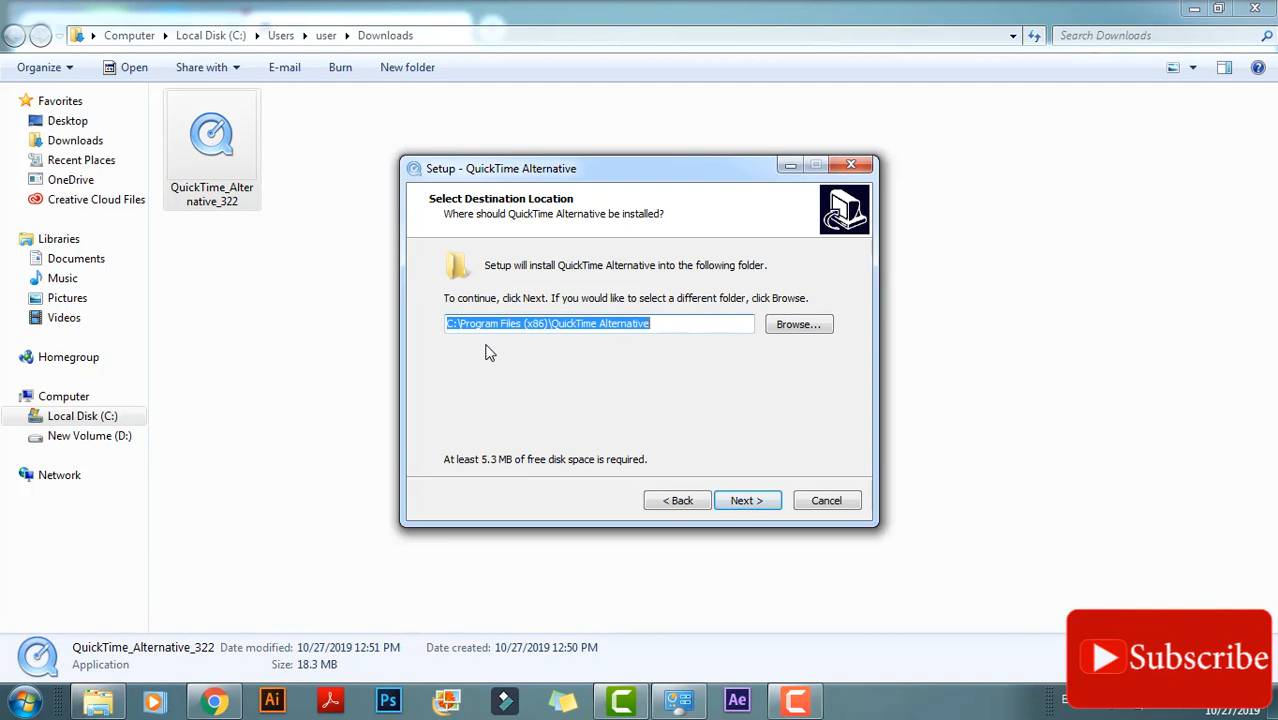 Computer Local Disk (C:) Users user Downloads
Search Downloads
Organize Open Share with E-mail Burn New folder
Favorites
Desktop
Downloads
Recent Places
OneDrive
Creative Cloud Files
Libraries
Documents
Music
Pictures
Videos
Homegroup
Computer
Local Disk (C:)
New Volume (D:)
Network
QuickTime_Alter
native_322
Setup - QuickTime Alternative
Select Destination Location
Where should QuickTime Alternative be installed?
Setup will install QuickTime Alternative into the following folder.
To continue, click Next. If you would like to select a different folder, click Browse.
C:\Program Files (x86)\QuickTime Alternative
Browse...
At least 5.3 MB of free disk space is required.
< Back
Next >
Cancel
QuickTime_Alternative_322 Date modified: 10/27/2019 12:51 PM Date created: 10/27/2019 12:50 PM
Application Size: 18.3 MB
Subscribe
Ai
Ps
Ae
10/27/2019